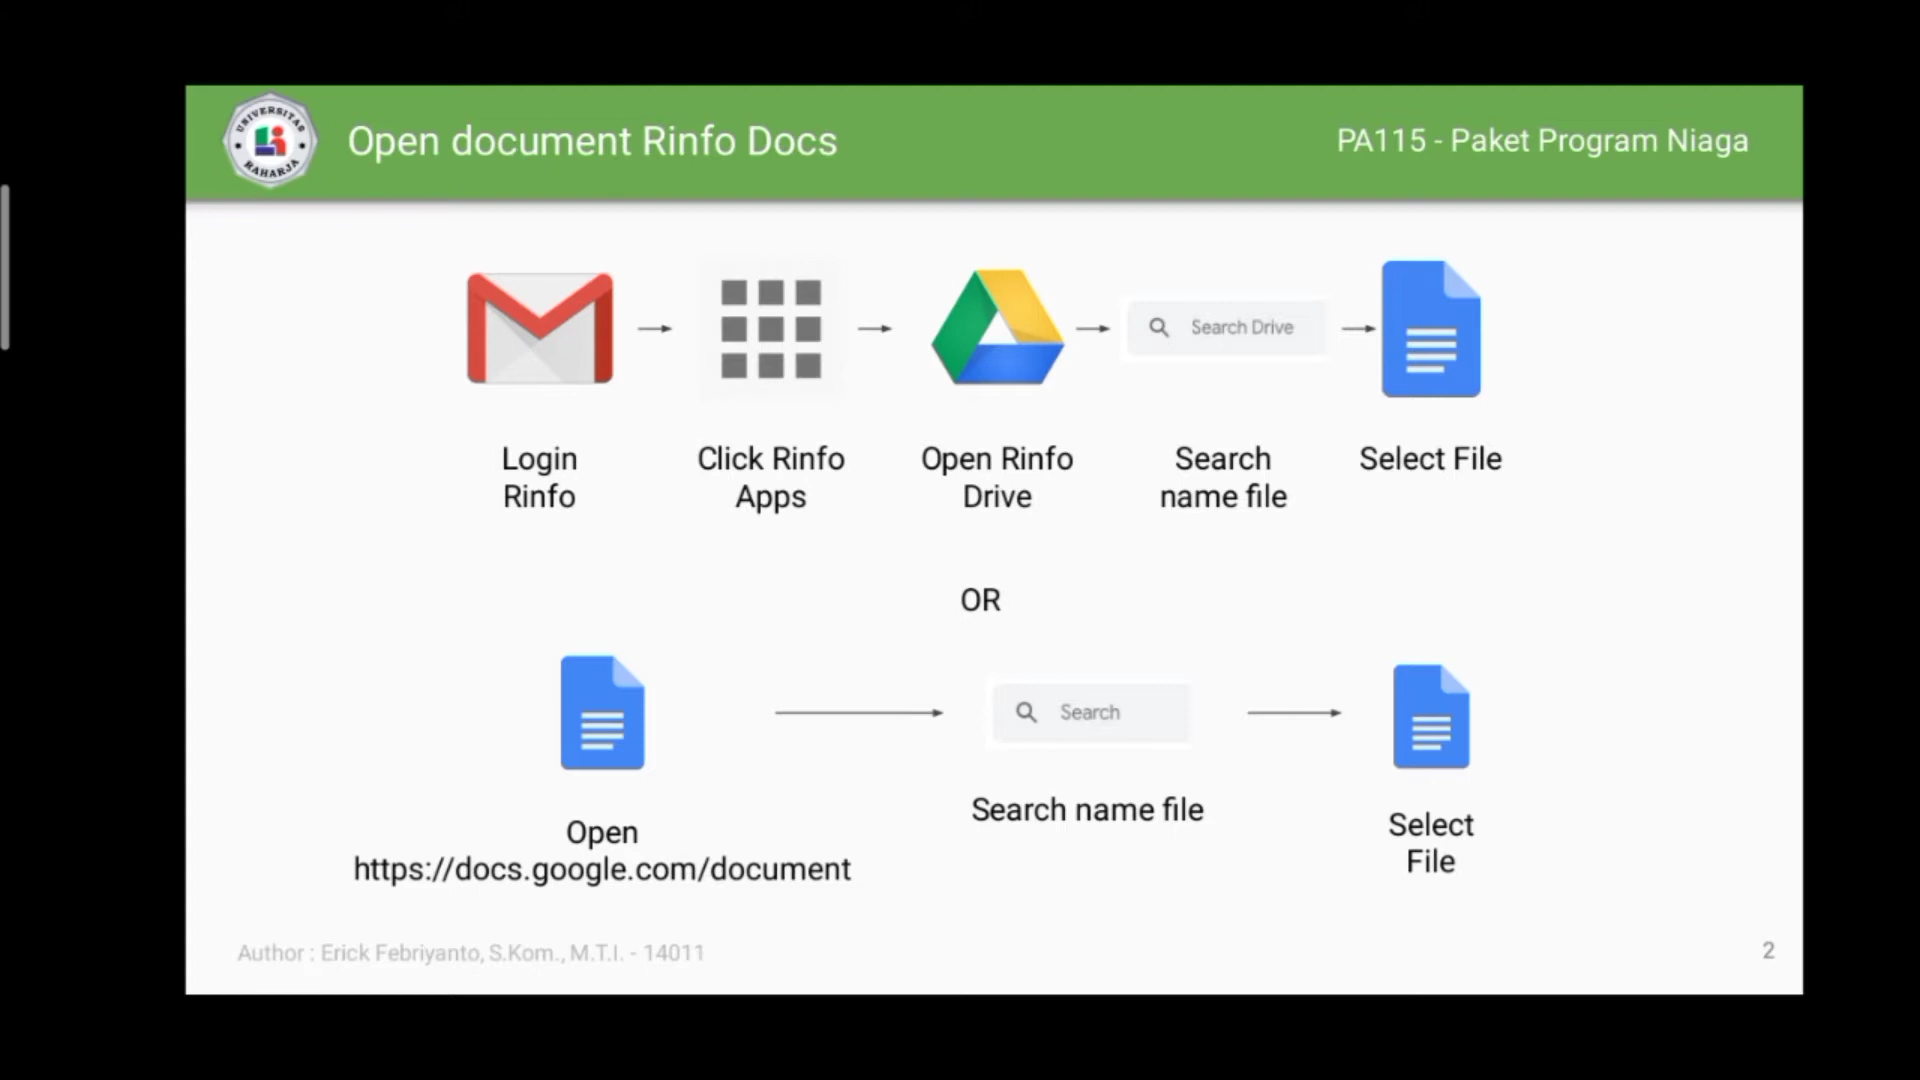 UNIVERSITAS
RAHARJA
Open document Rinfo Docs
PA115 - Paket Program Niaga
Search Drive
Login
Rinfo
Click Rinfo
Apps
Open Rinfo
Drive
Search
name file
Select File
OR
Search
Open
https://docs.google.com/document
Search name file
Select
File
Author : Erick Febriyanto, S.Kom., M.T.I. - 14011
2